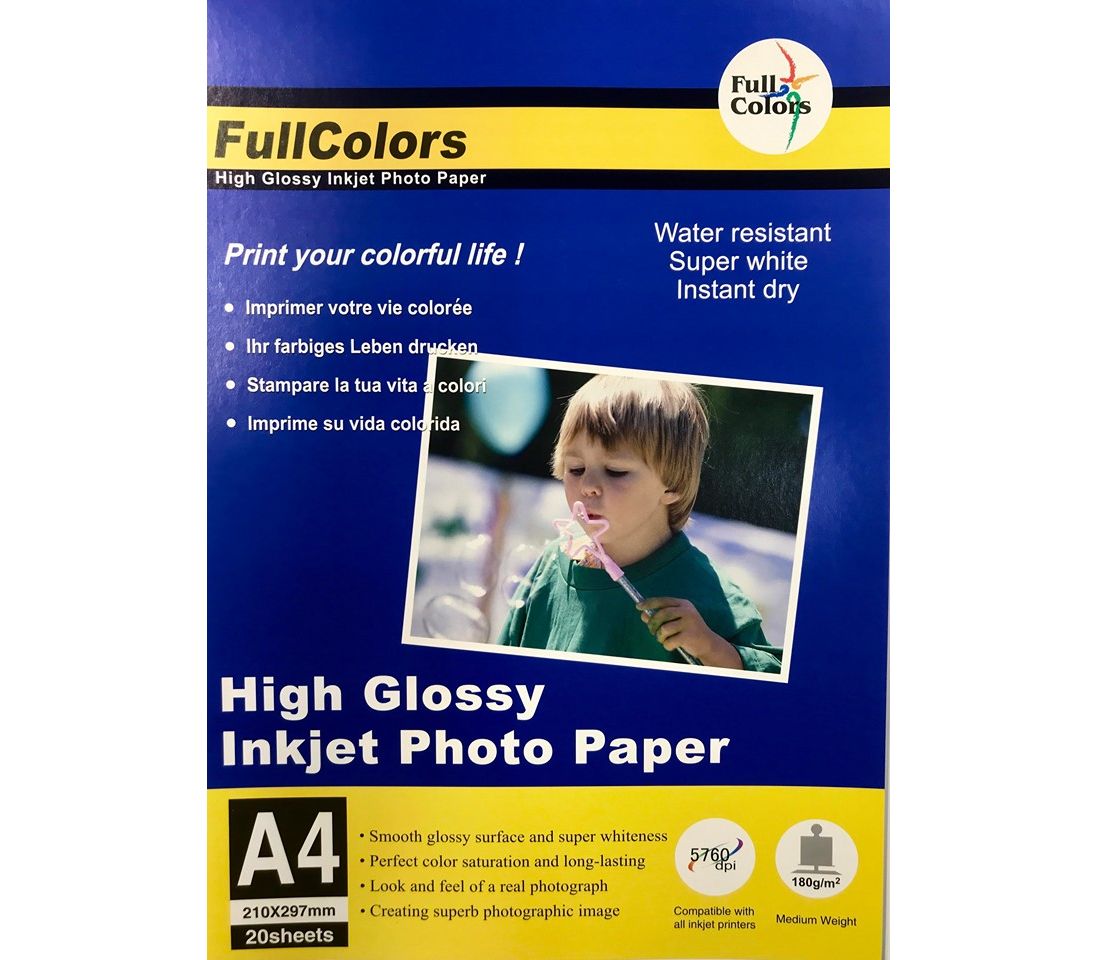 Full
Colors
FullColors
High Glossy Inkjet Photo Paper
Water resistant
Super white
Instant dry
Print your colorful life !
• Imprimer votre vie colorée
• Ihr farbiges Leben drucken
• Stampare la tua vita a colori
• Imprime su vida colorida
High Glossy
Inkjet Photo Paper
A4
210X297mm
20sheets
• Smooth glossy surface and super whiteness
• Perfect color saturation and long-lasting
• Look and feel of a real photograph
• Creating superb photographic image
5760
dpi
Compatible with
all inkjet printers
180g/m²
Medium Weight